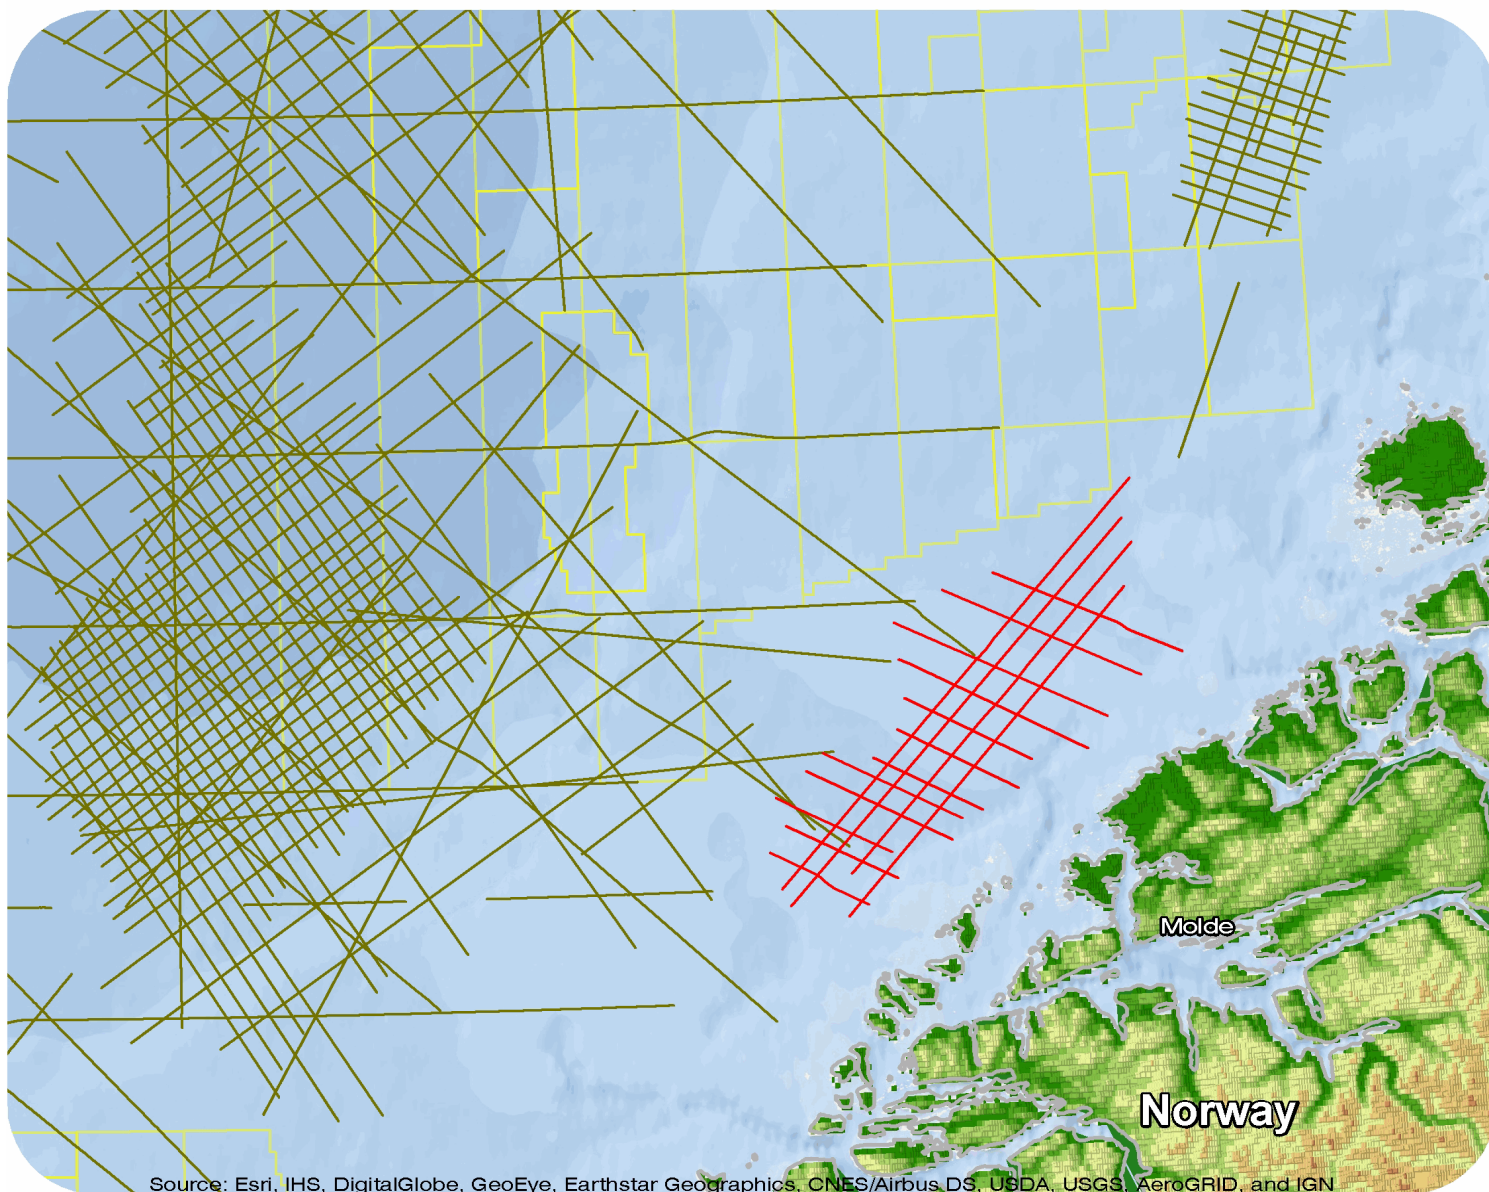 Molde
Norway
Source: Esri, IHS, DigitalGlobe, GeoEye, Earthstar Geographics, CNES/Airbus DS, USDA, USGS, AeroGRID, and IGN